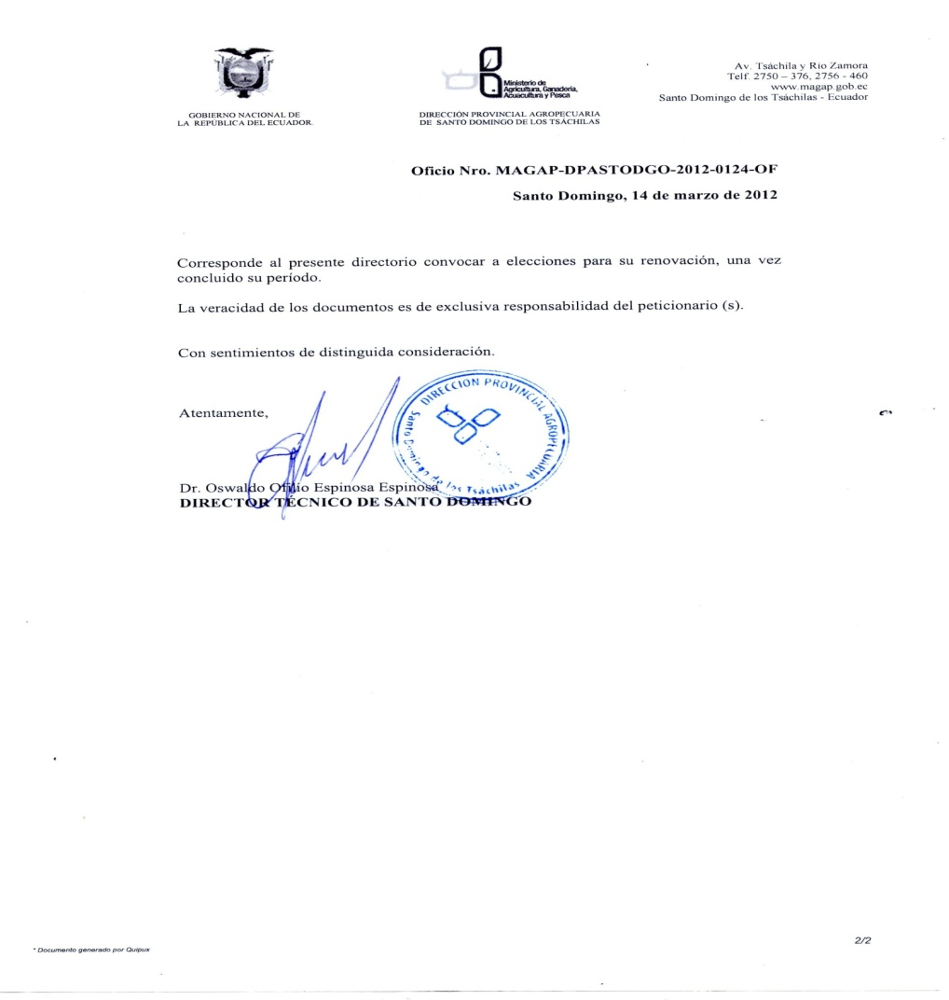 GOBIERNO NACIONAL DE
LA REPUBLICA DEL ECUADOR
Ministerio de
Agricultura, Ganadería,
Acuacultura y Pesca
DIRECCIÓN PROVINCIAL AGROPECUARIA
DE SANTO DOMINGO DE LOS TSÁCHILAS
Av. Tsáchila y Rio Zamora
Telf. 2750 – 376, 2756 - 460
www.magap.gob.ec
Santo Domingo de los Tsáchilas - Ecuador
Oficio Nro. MAGAP-DPASTODGO-2012-0124-OF
Santo Domingo, 14 de marzo de 2012
Corresponde al presente directorio convocar a elecciones para su renovación, una vez
concluido su período.
La veracidad de los documentos es de exclusiva responsabilidad del peticionario (s).
Con sentimientos de distinguida consideración.
Atentamente,
DIRECCION PROVINCIAL AGROPECUARIA
Santo Domingo de los Tsáchilas
Dr. Oswaldo Ofilio Espinosa Espinosa
DIRECTOR TÉCNICO DE SANTO DOMINGO
2/2
* Documento generado por Quipux